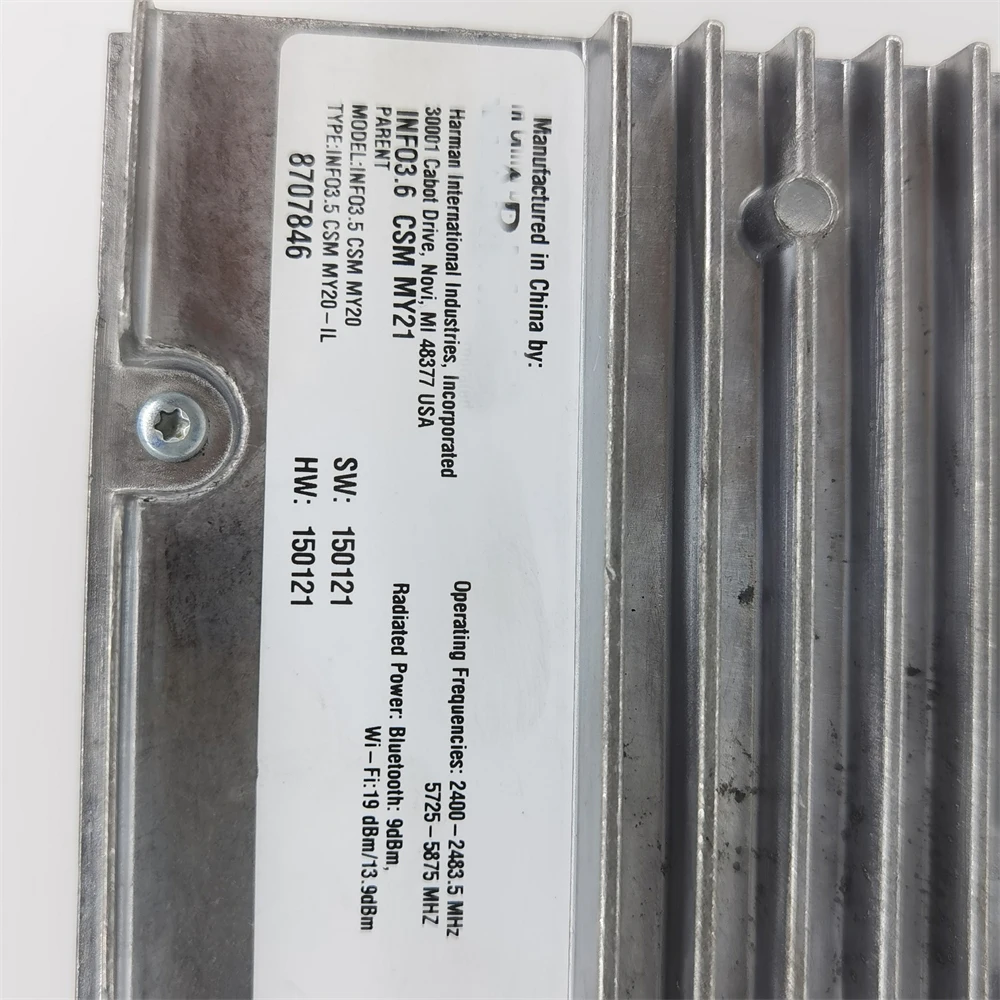 Manufactured in China by:
Harman International Industries, Incorporated
30001 Cabot Drive, Novi, MI 48377 USA
INFO3.6 CSM MY21
PARENT
MODEL:INFO3.5 CSM MY20
TYPE:INFO3.5 CSM MY20-IL
8707846
SW: 150121
HW: 150121
Operating Frequencies: 2400-2483.5 MHz
5725-5875 MHZ
Radiated Power: Bluetooth: 9dBm,
Wi-Fi:19 dBm/13.9dBm